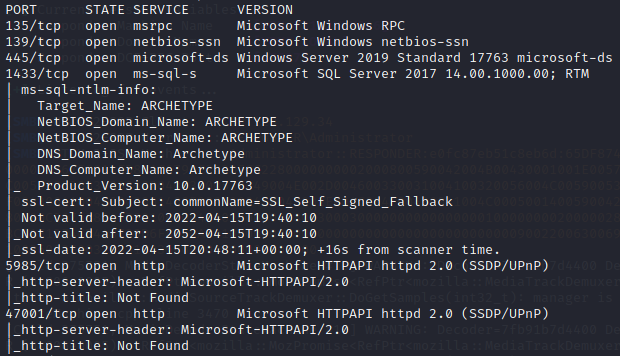 PORT STATE SERVICE VERSION
135/tcp open msrpc Microsoft Windows RPC
139/tcp open netbios-ssn Microsoft Windows netbios-ssn
445/tcp open microsoft-ds Windows Server 2019 Standard 17763 microsoft-ds
1433/tcp open ms-sql-s Microsoft SQL Server 2017 14.00.1000.00; RTM
| ms-sql-ntlm-info:
|   Target_Name: ARCHETYPE
|   NetBIOS_Domain_Name: ARCHETYPE
|   NetBIOS_Computer_Name: ARCHETYPE
|   DNS_Domain_Name: Archetype
|   DNS_Computer_Name: Archetype
|_  Product_Version: 10.0.17763
| ssl-cert: Subject: commonName=SSL_Self_Signed_Fallback
| Not valid before: 2022-04-15T19:40:10
|_Not valid after:  2052-04-15T19:40:10
|_ssl-date: 2022-04-15T20:48:11+00:00; +16s from scanner time.
5985/tcp open http Microsoft HTTPAPI httpd 2.0 (SSDP/UPnP)
|_http-server-header: Microsoft-HTTPAPI/2.0
|_http-title: Not Found
47001/tcp open http Microsoft HTTPAPI httpd 2.0 (SSDP/UPnP)
|_http-server-header: Microsoft-HTTPAPI/2.0
|_http-title: Not Found